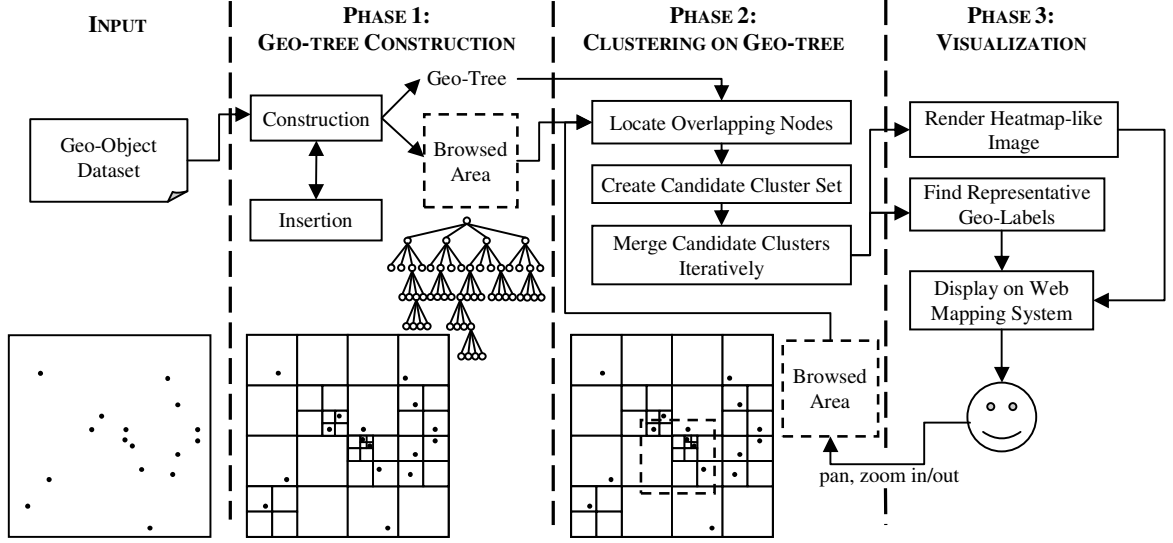 INPUT
PHASE 1:
GEO-TREE CONSTRUCTION
PHASE 2:
CLUSTERING ON GEO-TREE
PHASE 3:
VISUALIZATION
Geo-Object
Dataset
Construction
Insertion
Geo-Tree
Browsed
Area
Locate Overlapping Nodes
Create Candidate Cluster Set
Merge Candidate Clusters
Iteratively
Render Heatmap-like
Image
Find Representative
Geo-Labels
Display on Web
Mapping System
Browsed
Area
pan, zoom in/out